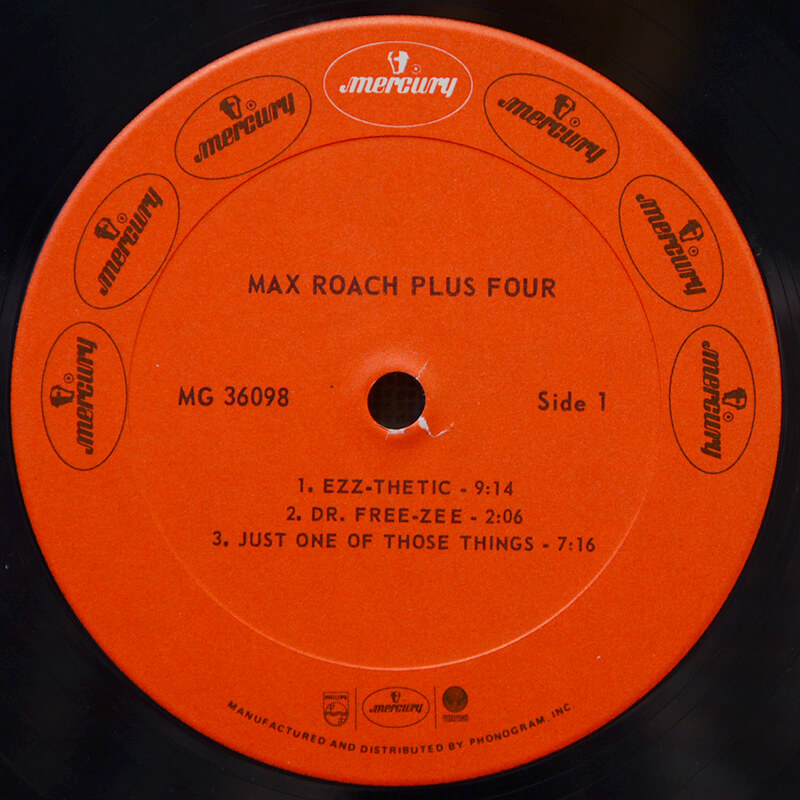 mercury
mercury
mercury
mercury
mercury
mercury
mercury
MAX ROACH PLUS FOUR
MG 36098
Side 1
1. EZZ-THETIC - 9:14
2. DR. FREE-ZEE - 2:06
3. JUST ONE OF THOSE THINGS - 7:16
PHILIPS
mercury
MANUFACTURED AND DISTRIBUTED BY PHONOGRAM, INC.